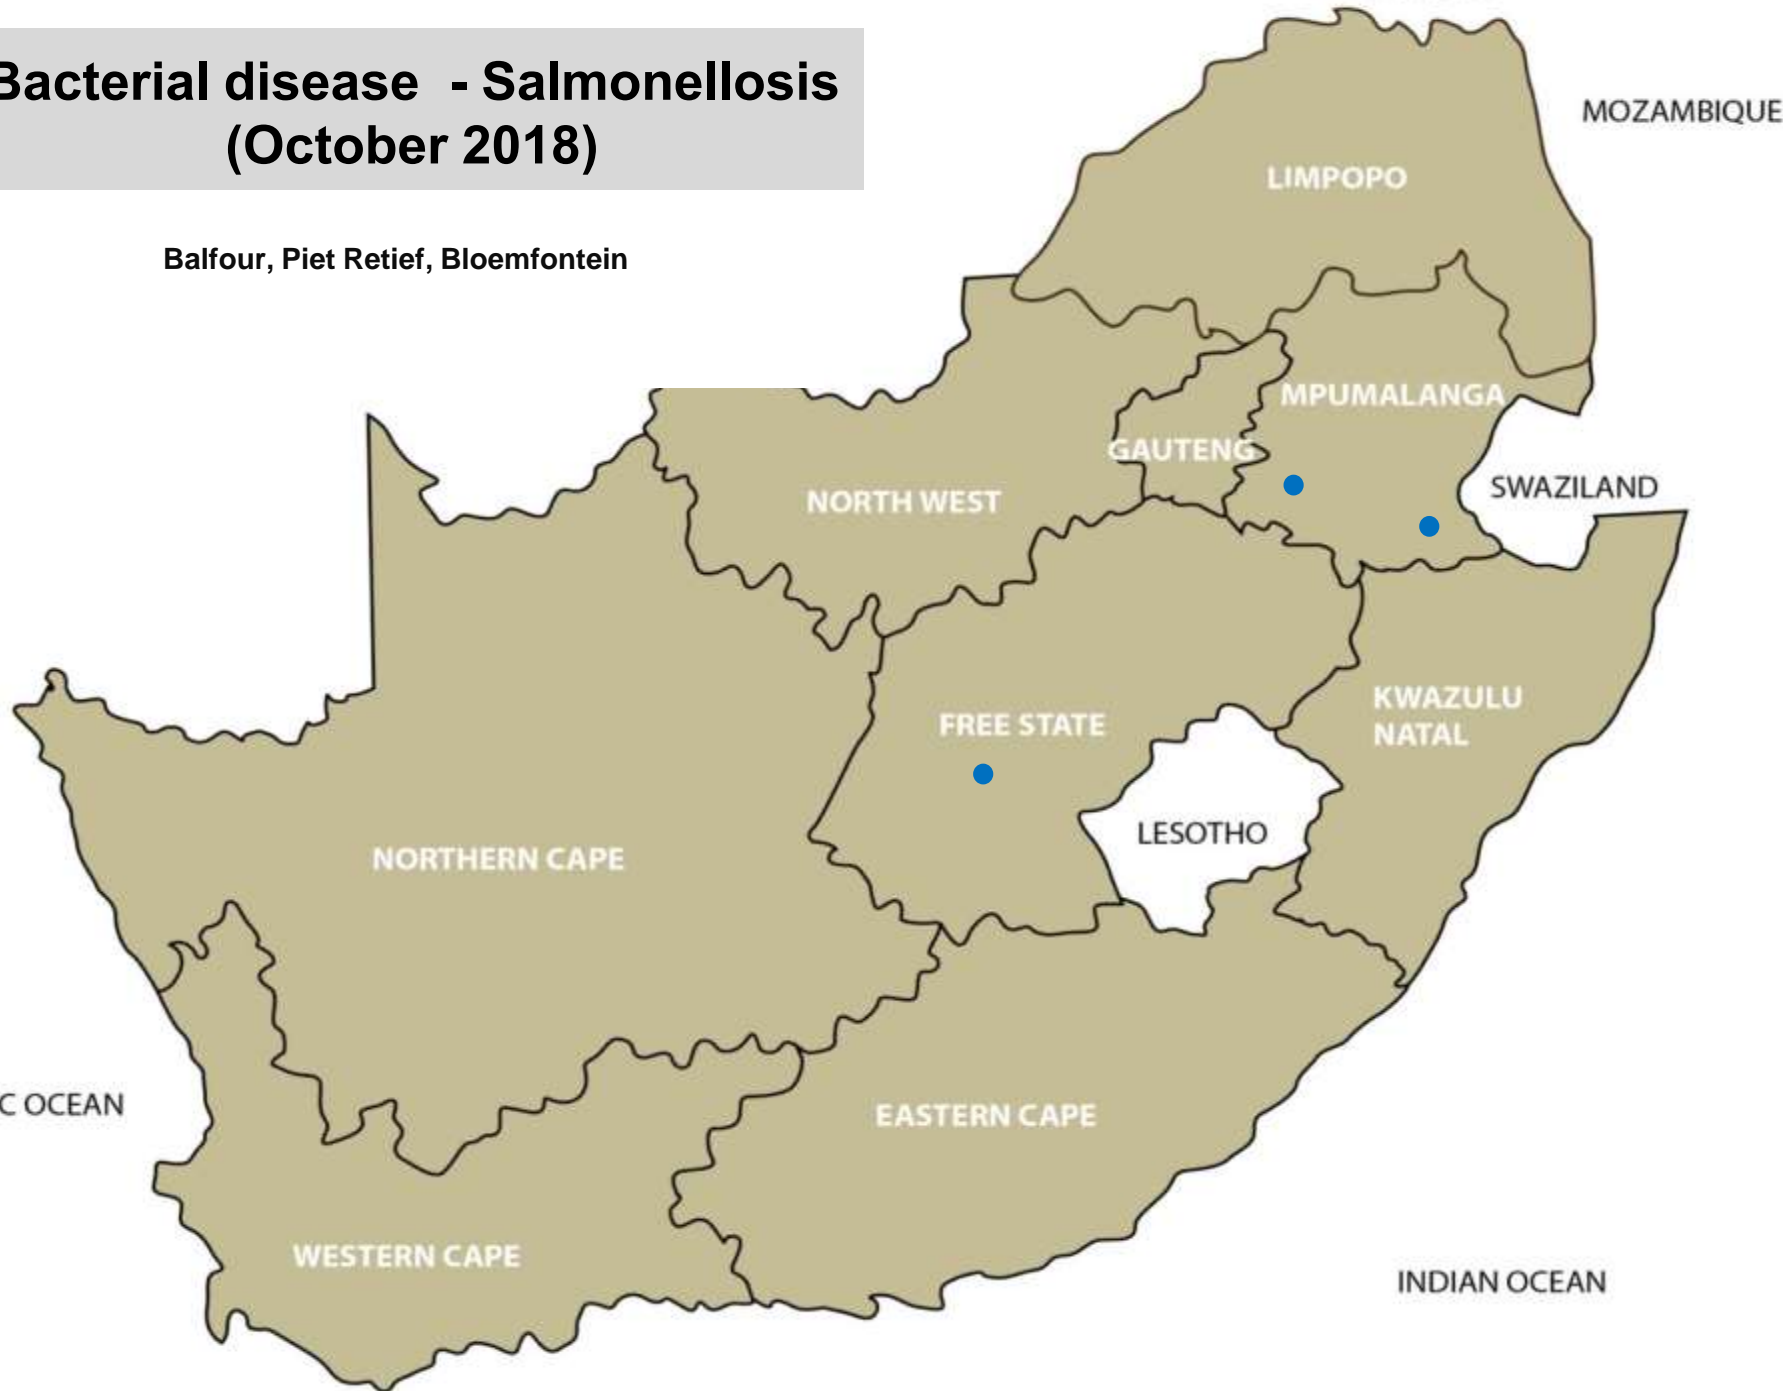 Bacterial disease - Salmonellosis
(October 2018)
Balfour, Piet Retief, Bloemfontein
MOZAMBIQUE
LIMPOPO
MPUMALANGA
GAUTENG
NORTH WEST
SWAZILAND
KWAZULU
NATAL
FREE STATE
LESOTHO
NORTHERN CAPE
C OCEAN
EASTERN CAPE
WESTERN CAPE
INDIAN OCEAN